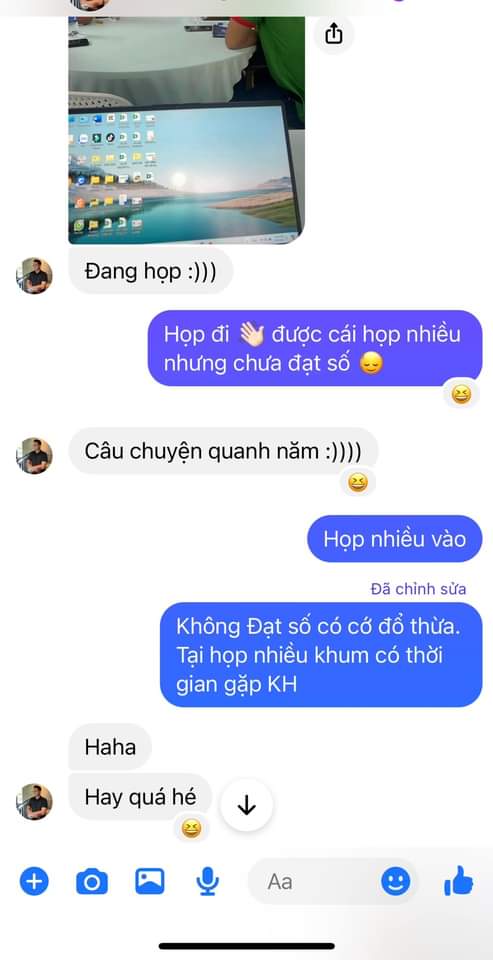 Đang họp :)))
Họp đi 👋🏻 được cái họp nhiều
nhưng chưa đạt số 😔
Câu chuyện quanh năm :))))
Họp nhiều vào
Đã chỉnh sửa
Không Đạt số có cớ đổ thừa.
Tại họp nhiều khum có thời
gian gặp KH
Haha
Hay quá hé
Aa